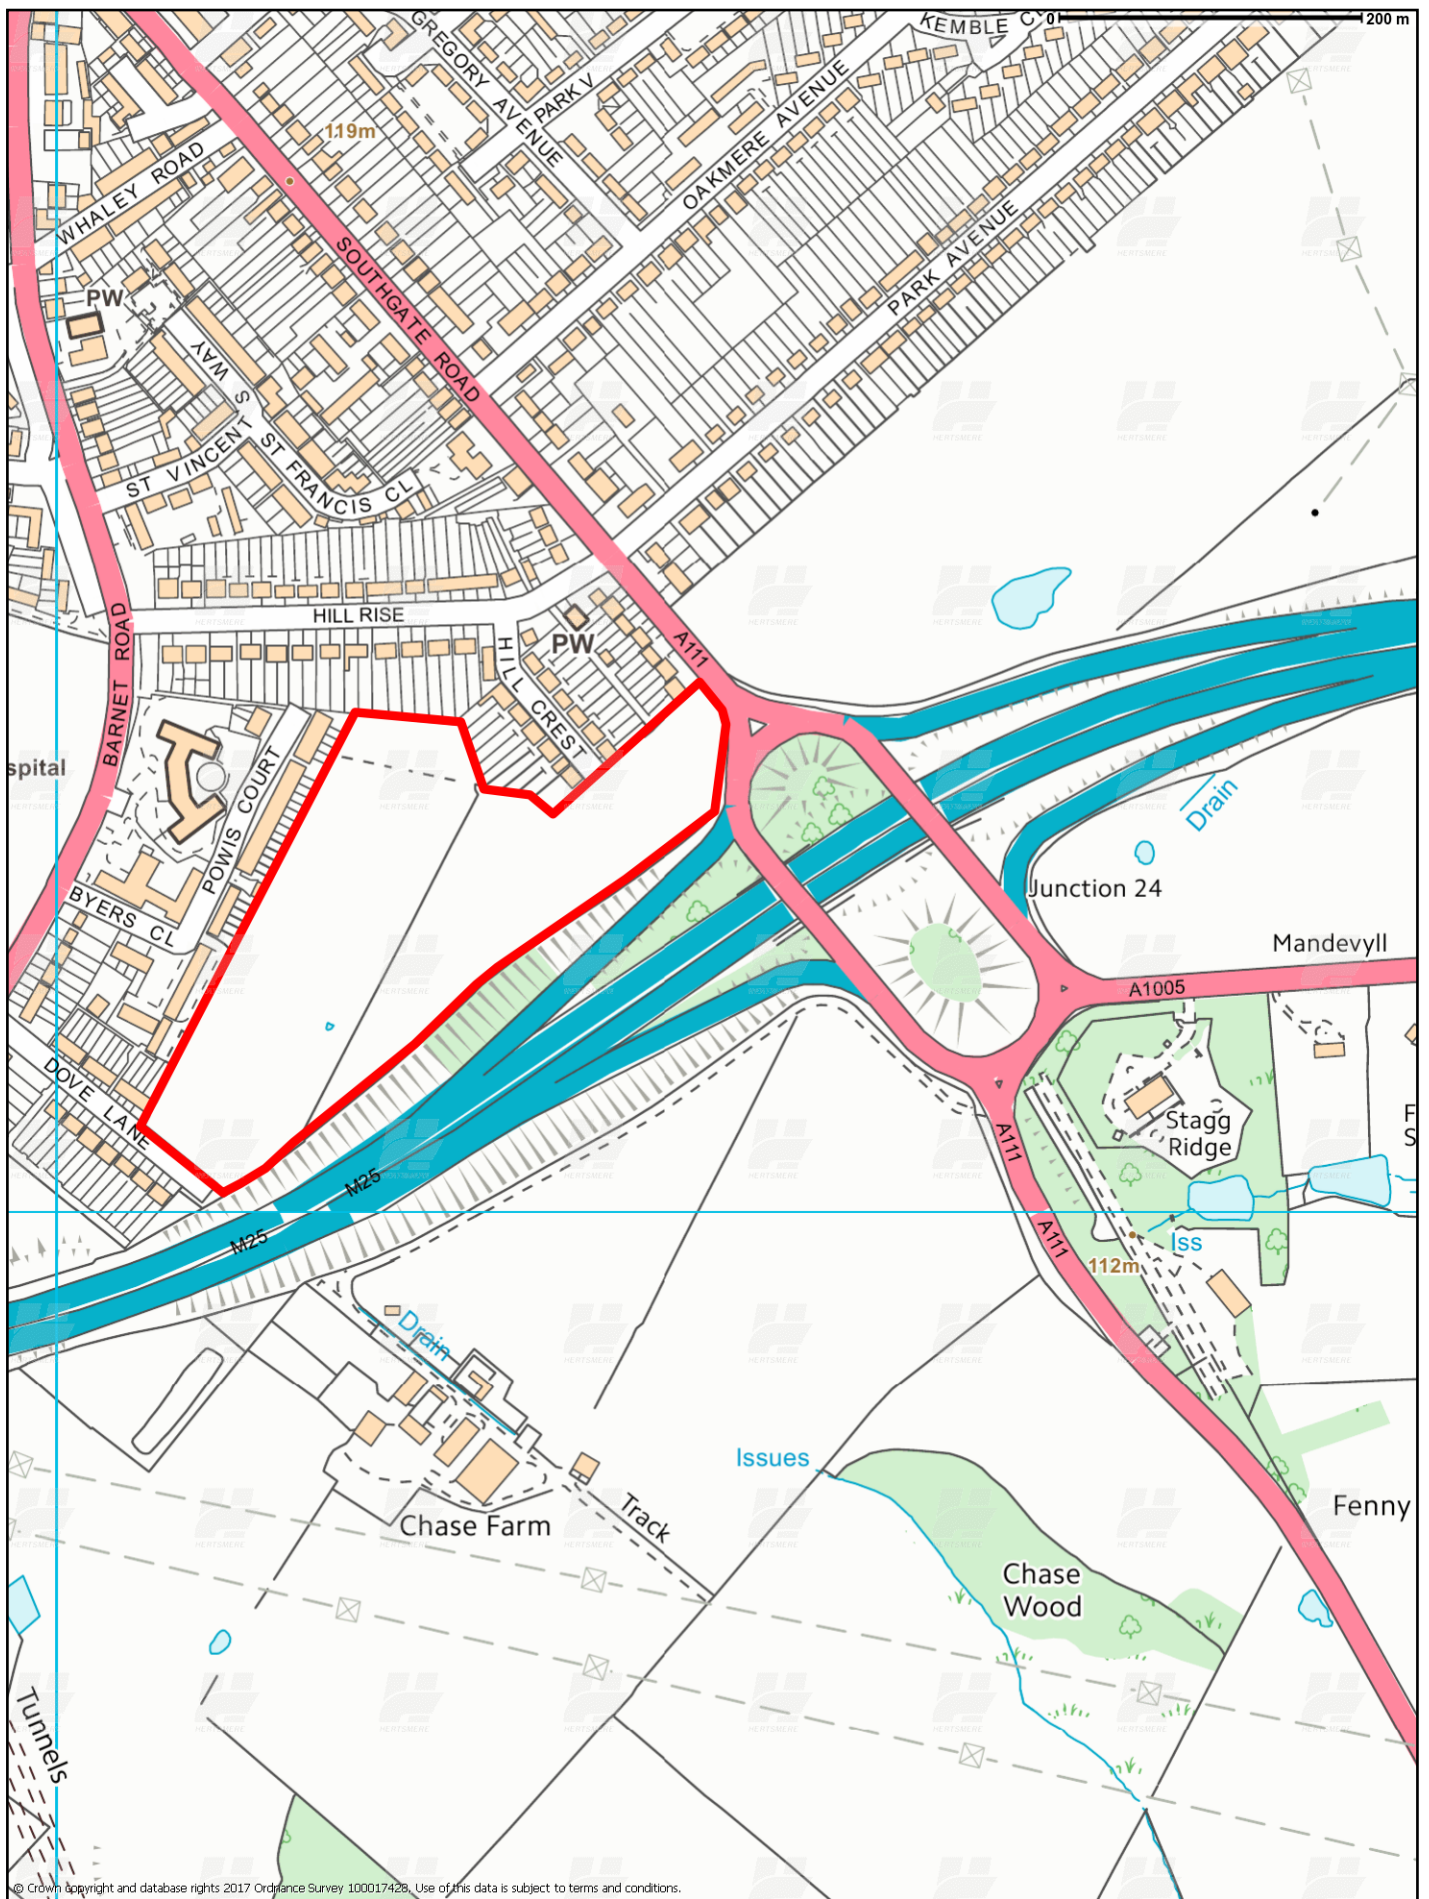 KEMBLE
0 200 m
GREGORY AVENUE
PARK V
119m
OAKMERE AVENUE
WHALEY ROAD
SOUTHGATE ROAD
PARK AVENUE
PW
S WAY
ST VINCENT
ST FRANCIS CL
HILL RISE
PW
A111
BARNET ROAD
HILL CREST
spital
POWIS COURT
Drain
Junction 24
BYERS CL
Mandevyll
A1005
DOVE LANE
Stagg
Ridge
F
S
A111
M25
M25
A111
Iss
112m
Drain
Issues
Chase Farm
Track
Fenny
Chase
Wood
Tunnels
© Crown copyright and database rights 2017 Ordnance Survey 100017428. Use of this data is subject to terms and conditions.
HERTSMERE